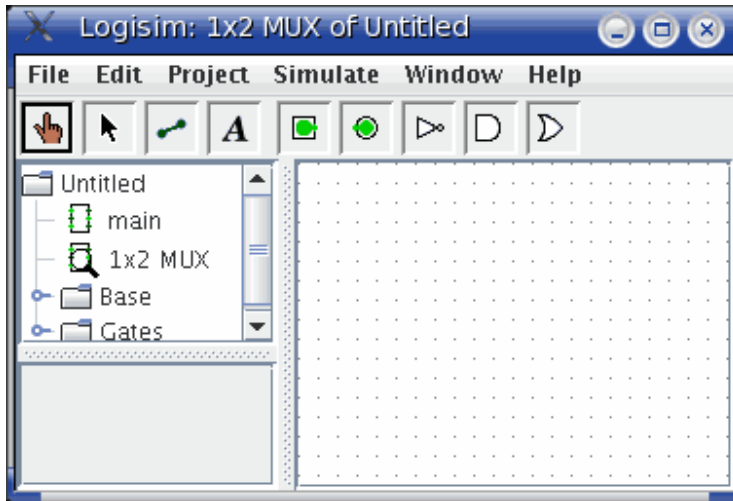 Logisim: 1x2 MUX of Untitled
File Edit Project Simulate Window Help
A
Untitled
main
1x2 MUX
Base
Gates